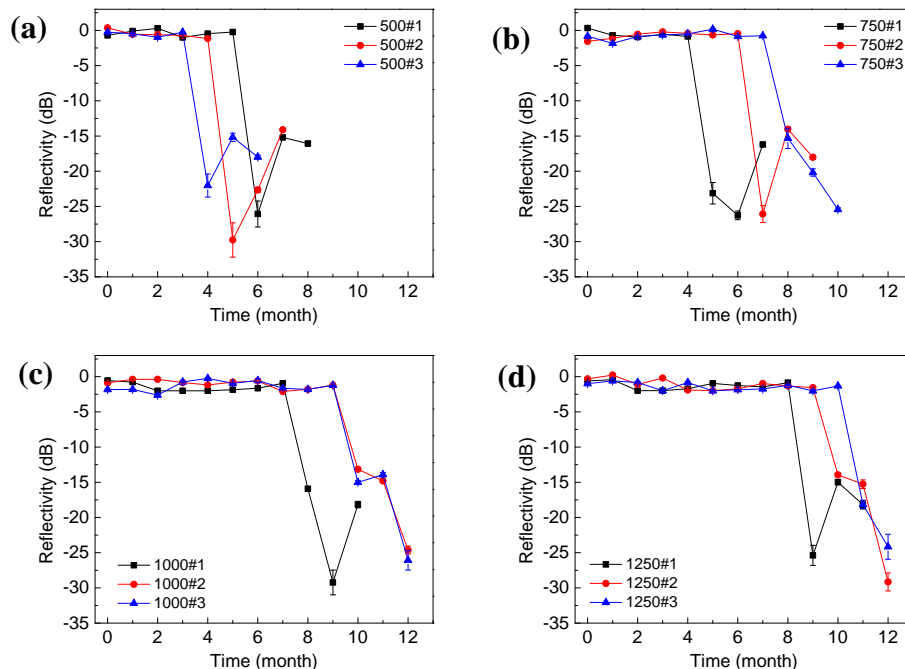 (a)
500#1
500#2
500#3
0
-5
-10
-15
-20
-25
-30
-35
Reflectivity (dB)
0 2 4 6 8 10 12
Time (month)
(b)
750#1
750#2
750#3
0
-5
-10
-15
-20
-25
-30
-35
Reflectivity (dB)
0 2 4 6 8 10 12
Time (month)
(c)
1000#1
1000#2
1000#3
0
-5
-10
-15
-20
-25
-30
-35
Reflectivity (dB)
0 2 4 6 8 10 12
Time (month)
(d)
1250#1
1250#2
1250#3
0
-5
-10
-15
-20
-25
-30
-35
Reflectivity (dB)
0 2 4 6 8 10 12
Time (month)